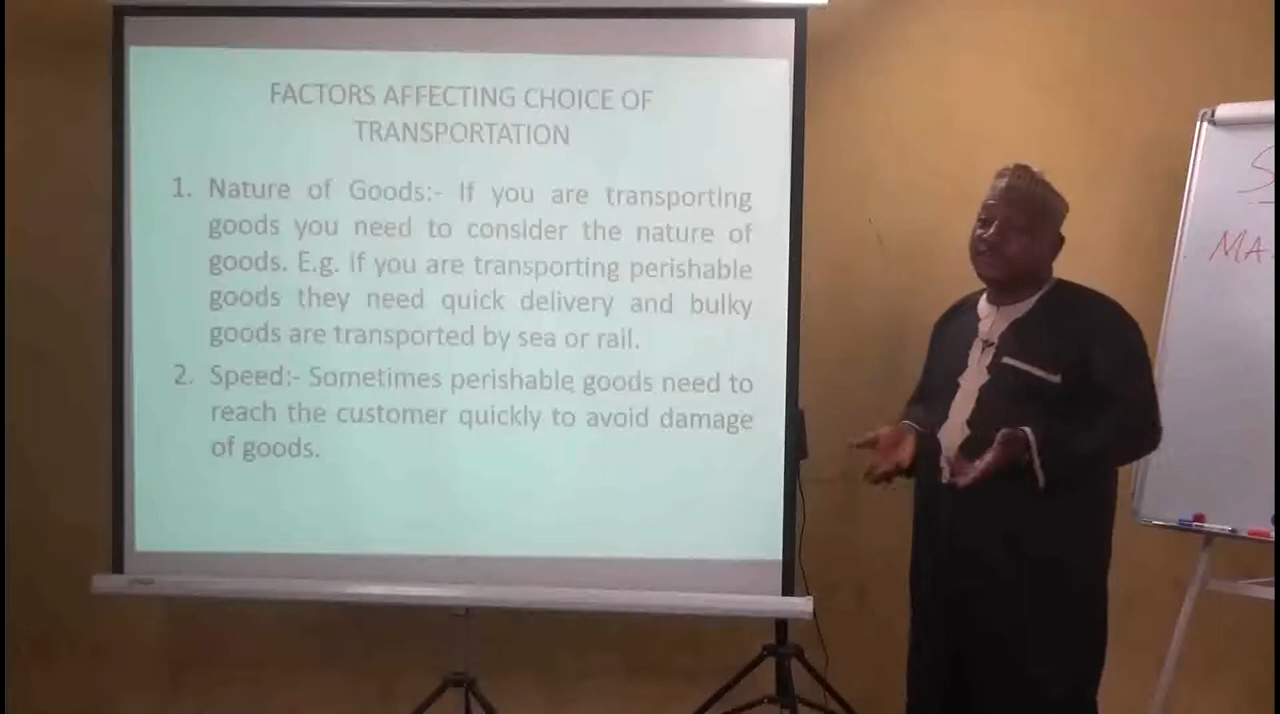 FACTORS AFFECTING CHOICE OF
TRANSPORTATION
1. Nature of Goods:- If you are transporting
goods you need to consider the nature of
goods. E.g. if you are transporting perishable
goods they need quick delivery and bulky
goods are transported by sea or rail.
2. Speed:- Sometimes perishable goods need to
reach the customer quickly to avoid damage
of goods.
S
MA